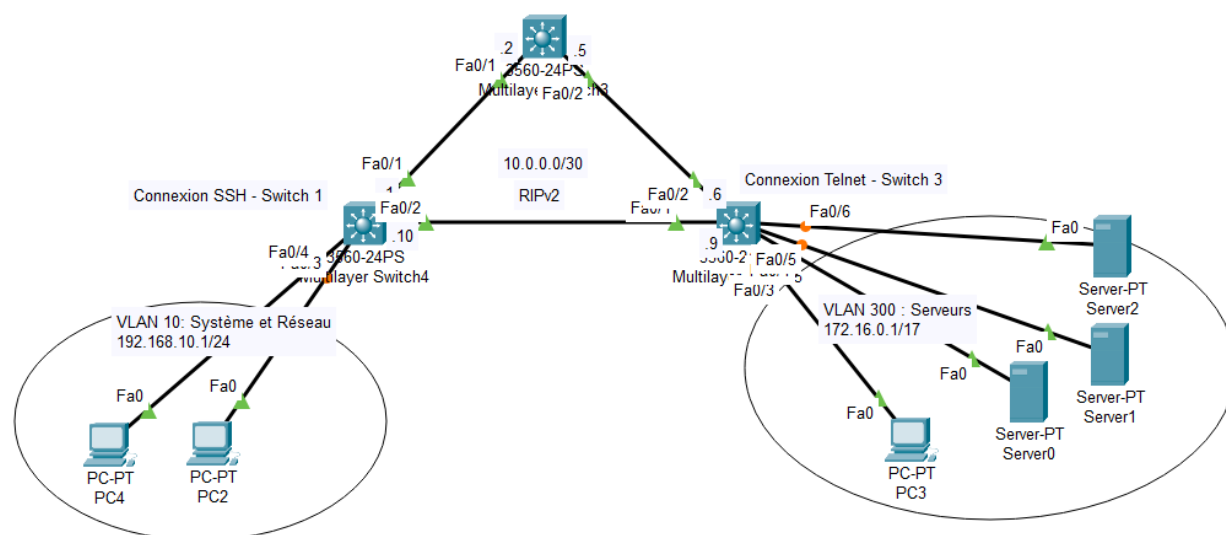 .2
.5
Fa0/1
3560-24PS
Fa0/2
Fa0/1
10.0.0.0/30
RIPv2
Connexion SSH - Switch 1
Connexion Telnet - Switch 3
Fa0/2
Fa0/2
.6
Fa0/6
.10
.9
Fa0/4
3560-24PS
Multilayer Switch4
Fa0/5
Fa0/3
Fa0
Server-PT
Server2
VLAN 10: Système et Réseau
192.168.10.1/24
VLAN 300 : Serveurs
172.16.0.1/17
Fa0
Server-PT
Server1
Fa0
Server-PT
Server0
Fa0
Fa0
Fa0
PC-PT
PC4
PC-PT
PC2
PC-PT
PC3